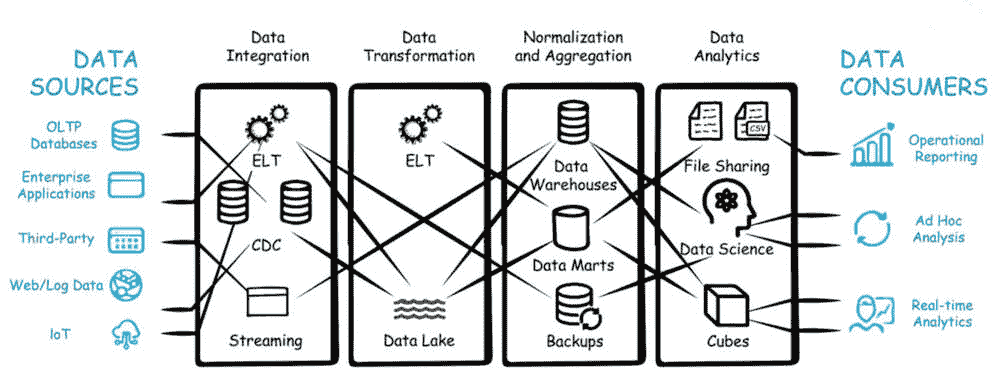 DATA
SOURCES
OLTP
Databases
Enterprise
Applications
Third-Party
Web/Log Data
IoT
Data
Integration
ELT
CDC
Streaming
Data
Transformation
ELT
Data Lake
Normalization
and Aggregation
Data
Warehouses
Data Marts
Backups
Data
Analytics
CSV
File Sharing
Data Science
Cubes
DATA
CONSUMERS
Operational
Reporting
Ad Hoc
Analysis
Real-time
Analytics